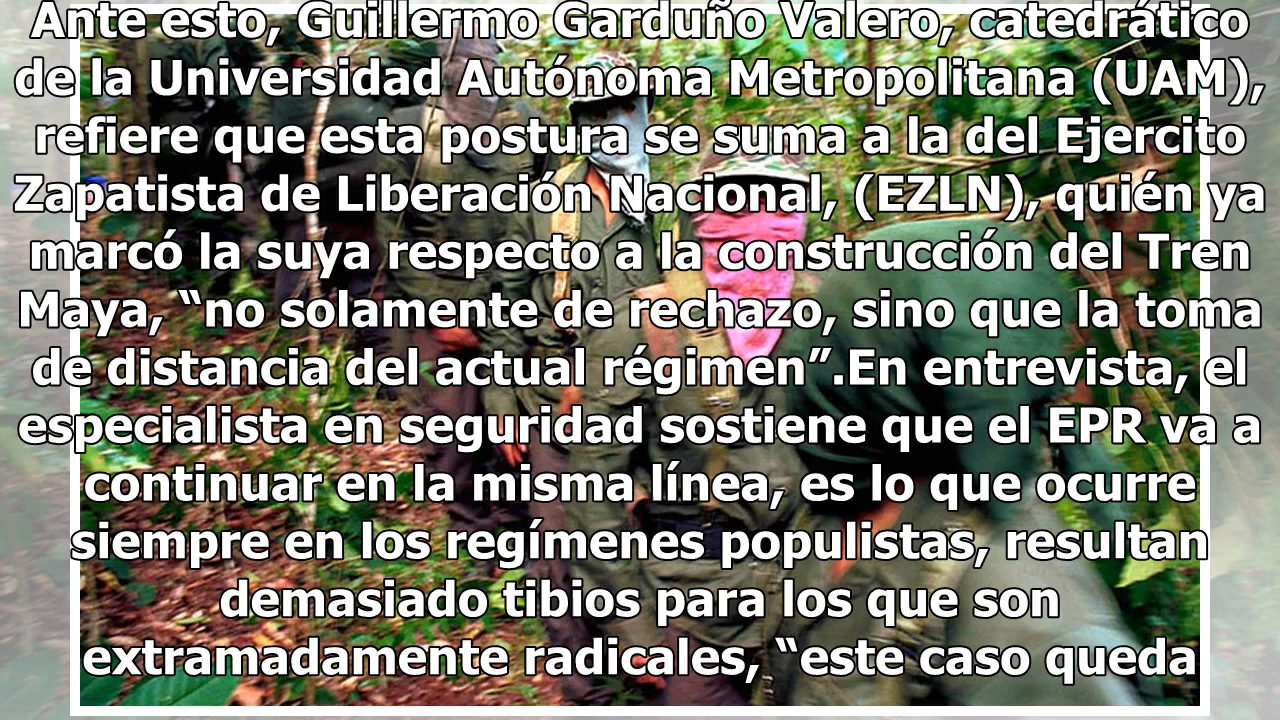 Ante esto, Guillermo Garduño Valero, catedrático
de la Universidad Autónoma Metropolitana (UAM),
refiere que esta postura se suma a la del Ejercito
Zapatista de Liberación Nacional, (EZLN), quién ya
marcó la suya respecto a la construcción del Tren
Maya, “no solamente de rechazo, sino que la toma
de distancia del actual régimen”.En entrevista, el
especialista en seguridad sostiene que el EPR va a
continuar en la misma línea, es lo que ocurre
siempre en los regímenes populistas, resultan
demasiado tibios para los que son
extramadamente radicales, “este caso queda